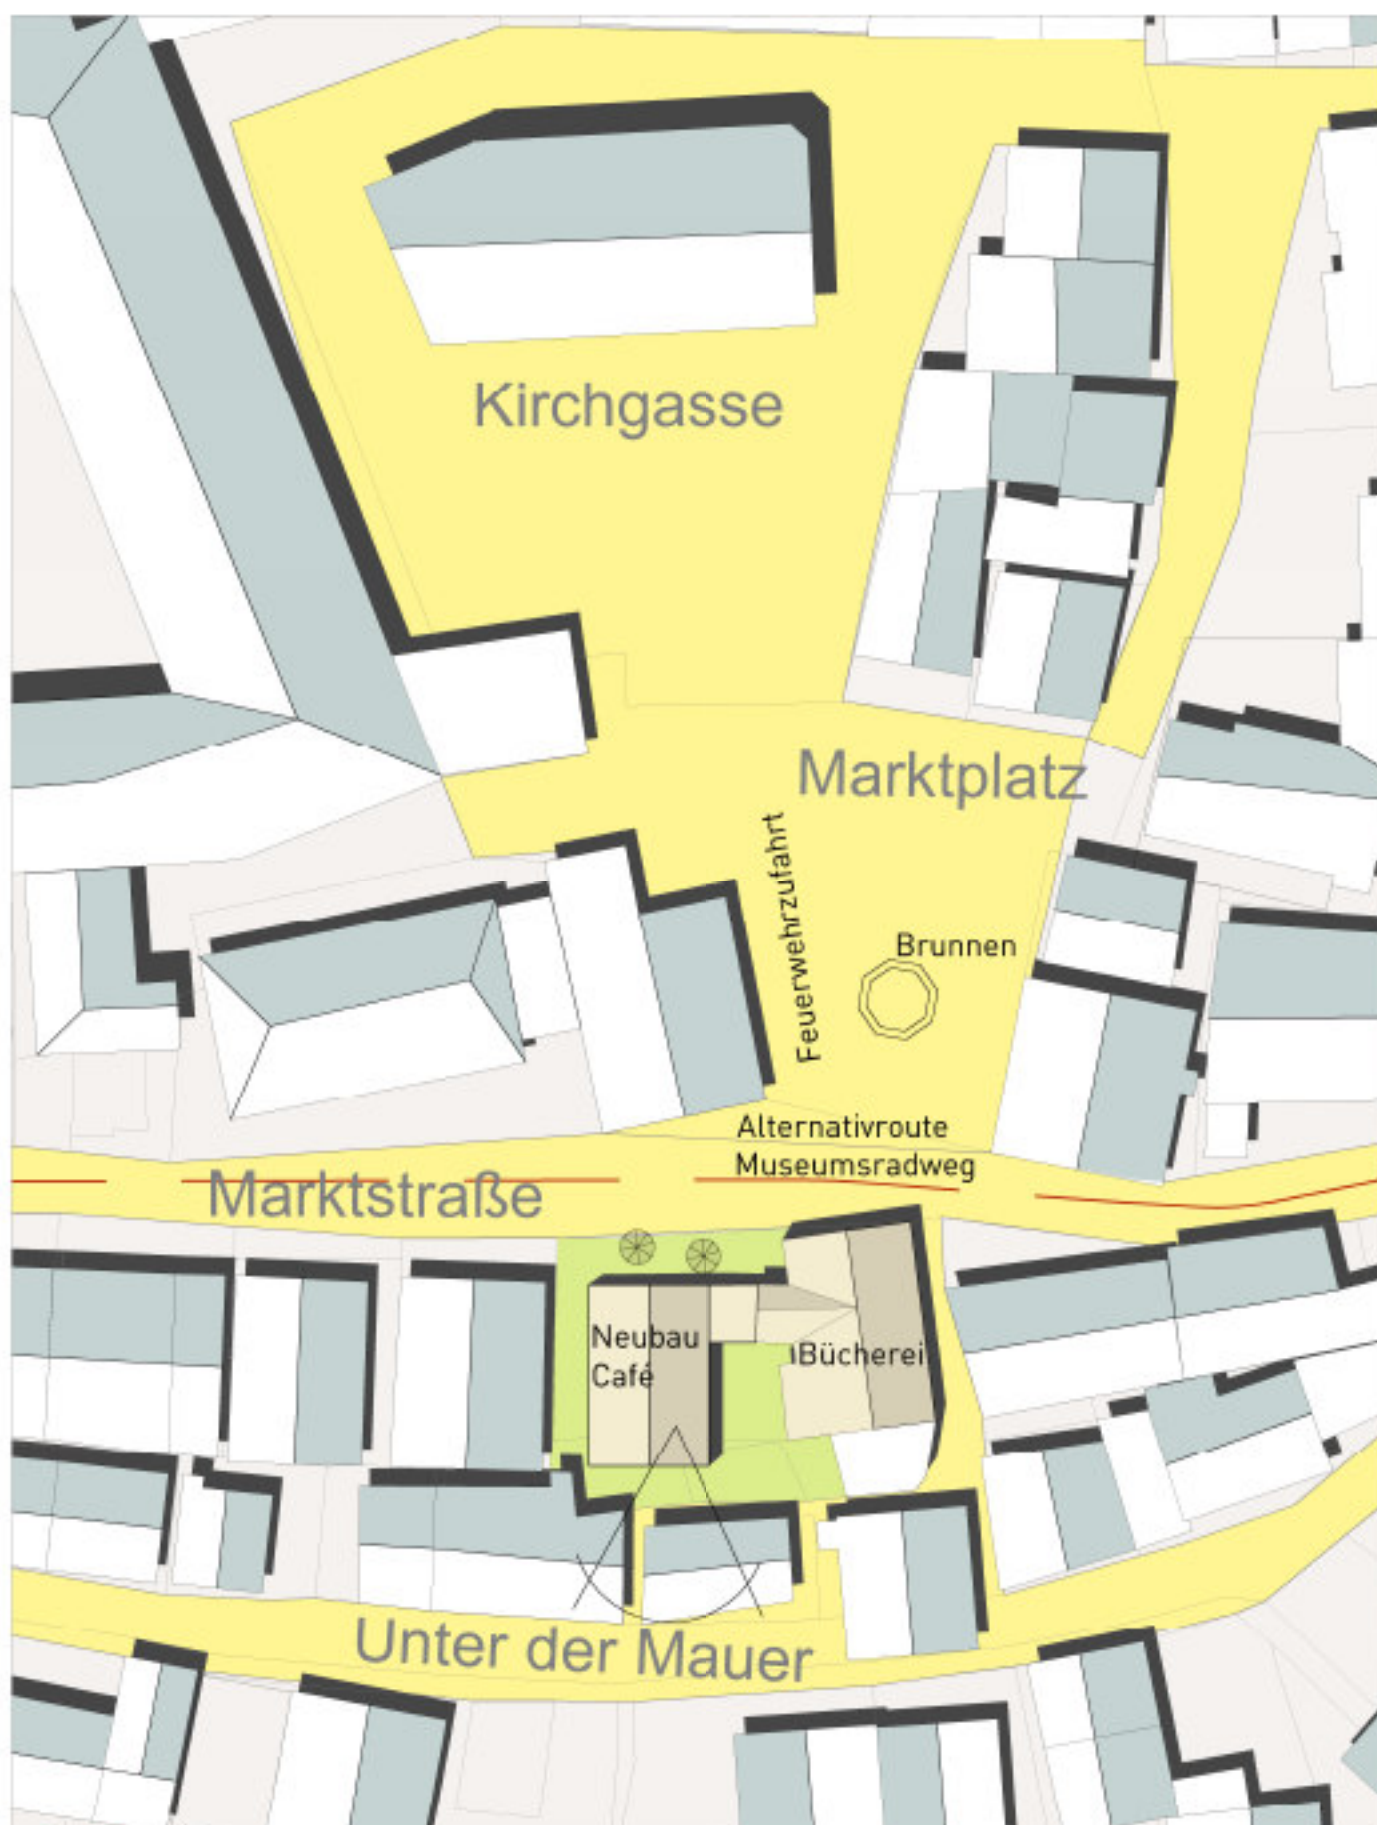 Kirchgasse
Marktplatz
Feuerwehrzufahrt
Brunnen
Alternativroute
Museumsradweg
Marktstraße
Neubau
Café
Bücherei
Unter der Mauer